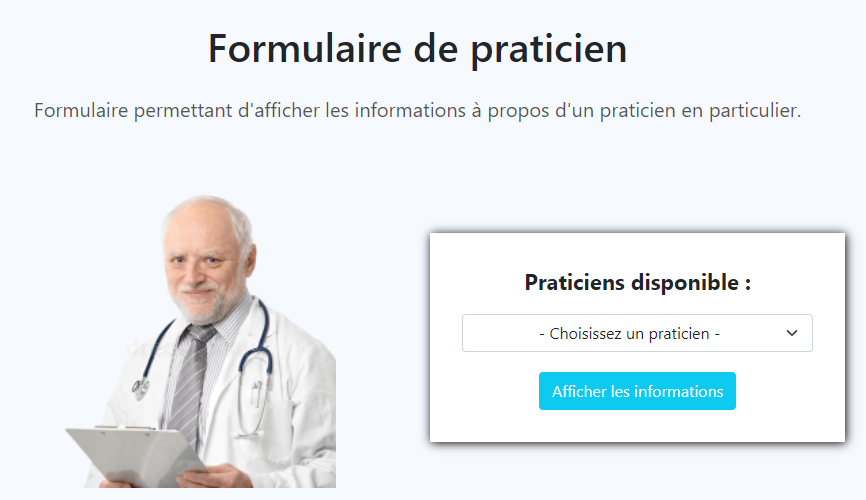 Formulaire de praticien
Formulaire permettant d'afficher les informations à propos d'un praticien en particulier.
Praticiens disponible :
- Choisissez un praticien -
Afficher les informations